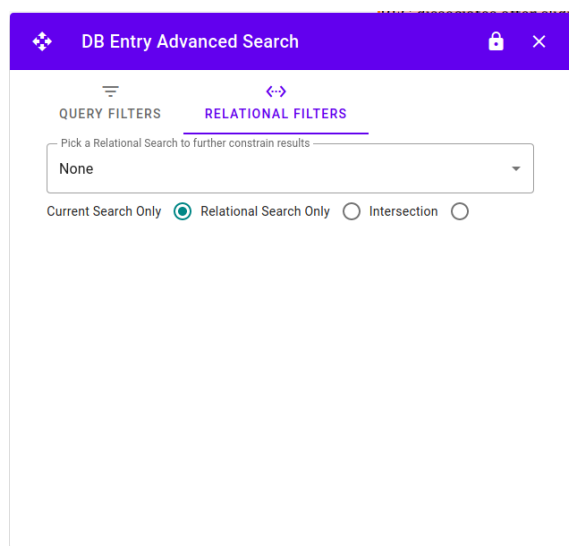 DB Entry Advanced Search
QUERY FILTERS
RELATIONAL FILTERS
Pick a Relational Search to further constrain results
None
Current Search Only Relational Search Only Intersection